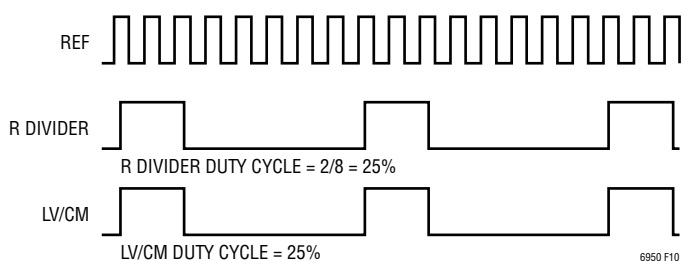 REF
R DIVIDER
R DIVIDER DUTY CYCLE = 2/8 = 25%
LV/CM
LV/CM DUTY CYCLE = 25%
6950 F10